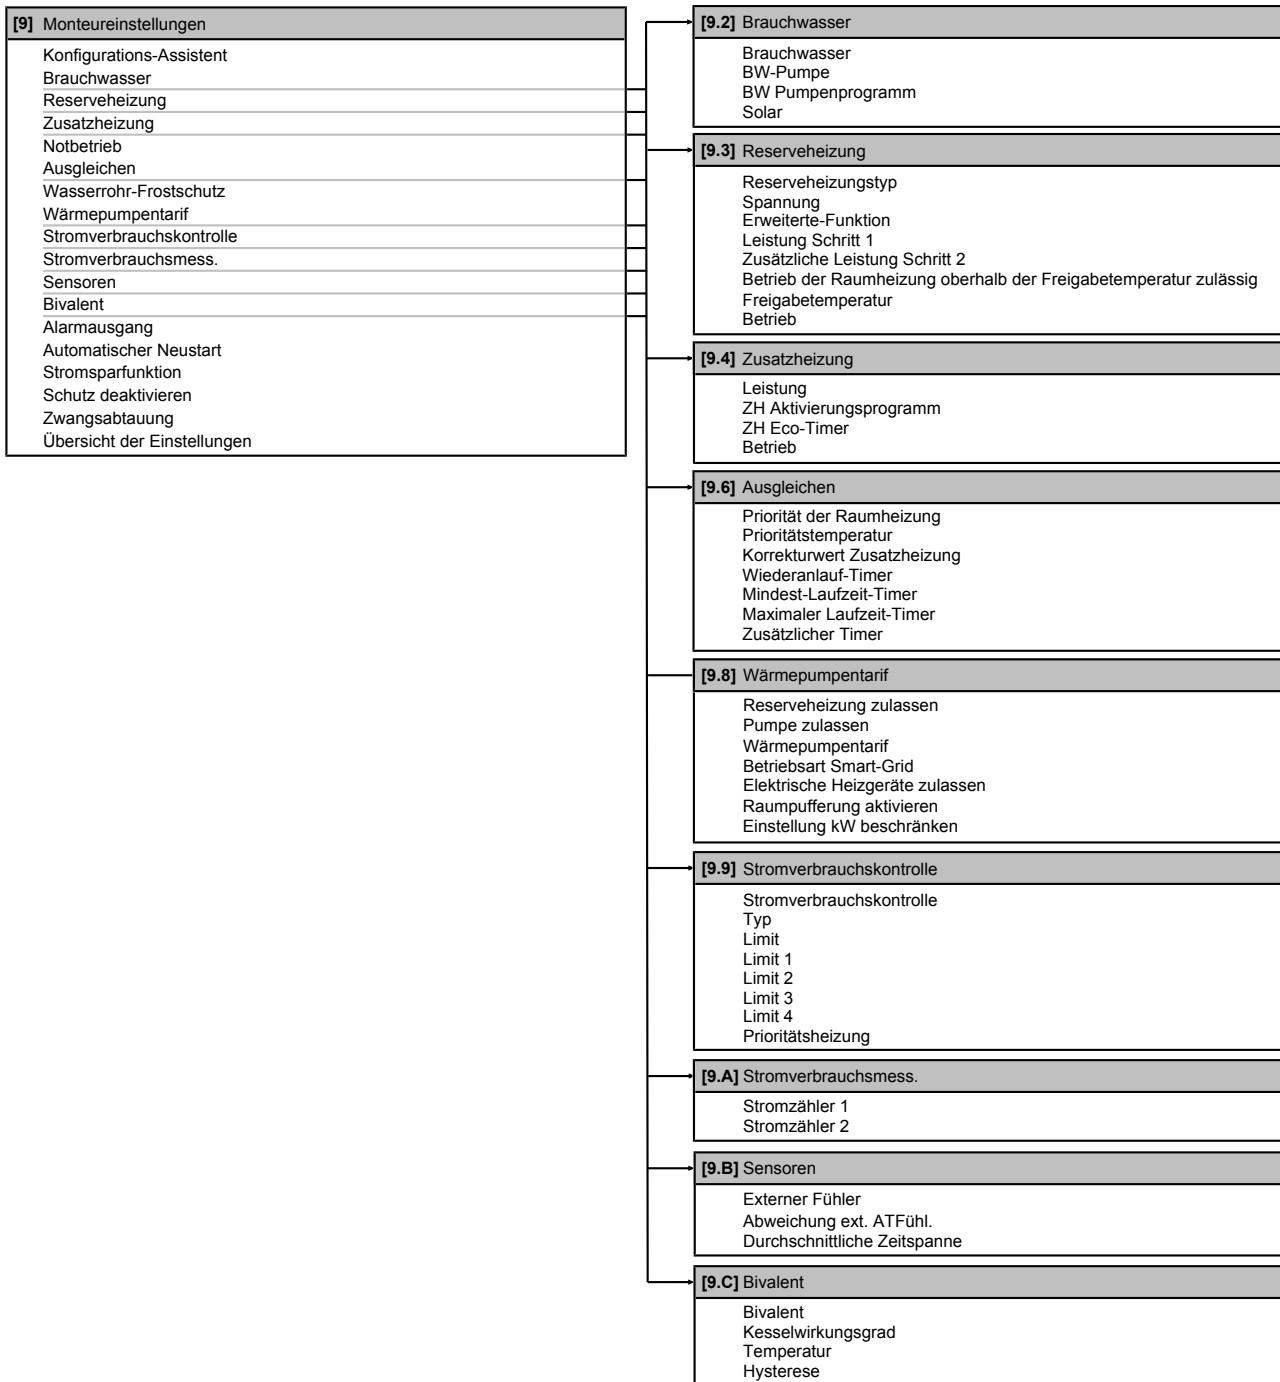 [9] Monteureinstellungen
Konfigurations-Assistent
Brauchwasser
Reserveheizung
Zusatzheizung
Notbetrieb
Ausgleichen
Wasserrohr-Frostschutz
Wärmepumpentarif
Stromverbrauchskontrolle
Stromverbrauchsmess.
Sensoren
Bivalent
Alarmausgang
Automatischer Neustart
Stromsparfunktion
Schutz deaktivieren
Zwangsabtauung
Übersicht der Einstellungen
[9.2] Brauchwasser
Brauchwasser
BW-Pumpe
BW Pumpenprogramm
Solar
[9.3] Reserveheizung
Reserveheizungstyp
Spannung
Erweiterte-Funktion
Leistung Schritt 1
Zusätzliche Leistung Schritt 2
Betrieb der Raumheizung oberhalb der Freigabetemperatur zulässig
Freigabetemperatur
Betrieb
[9.4] Zusatzheizung
Leistung
ZH Aktivierungsprogramm
ZH Eco-Timer
Betrieb
[9.6] Ausgleichen
Priorität der Raumheizung
Prioritätstemperatur
Korrekturwert Zusatzheizung
Wiederanlauf-Timer
Mindest-Laufzeit-Timer
Maximaler Laufzeit-Timer
Zusätzlicher Timer
[9.8] Wärmepumpentarif
Reserveheizung zulassen
Pumpe zulassen
Wärmepumpentarif
Betriebsart Smart-Grid
Elektrische Heizgeräte zulassen
Raumpufferung aktivieren
Einstellung kW beschränken
[9.9] Stromverbrauchskontrolle
Stromverbrauchskontrolle
Typ
Limit
Limit 1
Limit 2
Limit 3
Limit 4
Prioritätsheizung
[9.A] Stromverbrauchsmess.
Stromzähler 1
Stromzähler 2
[9.B] Sensoren
Externer Fühler
Abweichung ext. ATFühl.
Durchschnittliche Zeitspanne
[9.C] Bivalent
Bivalent
Kesselwirkungsgrad
Temperatur
Hysterese